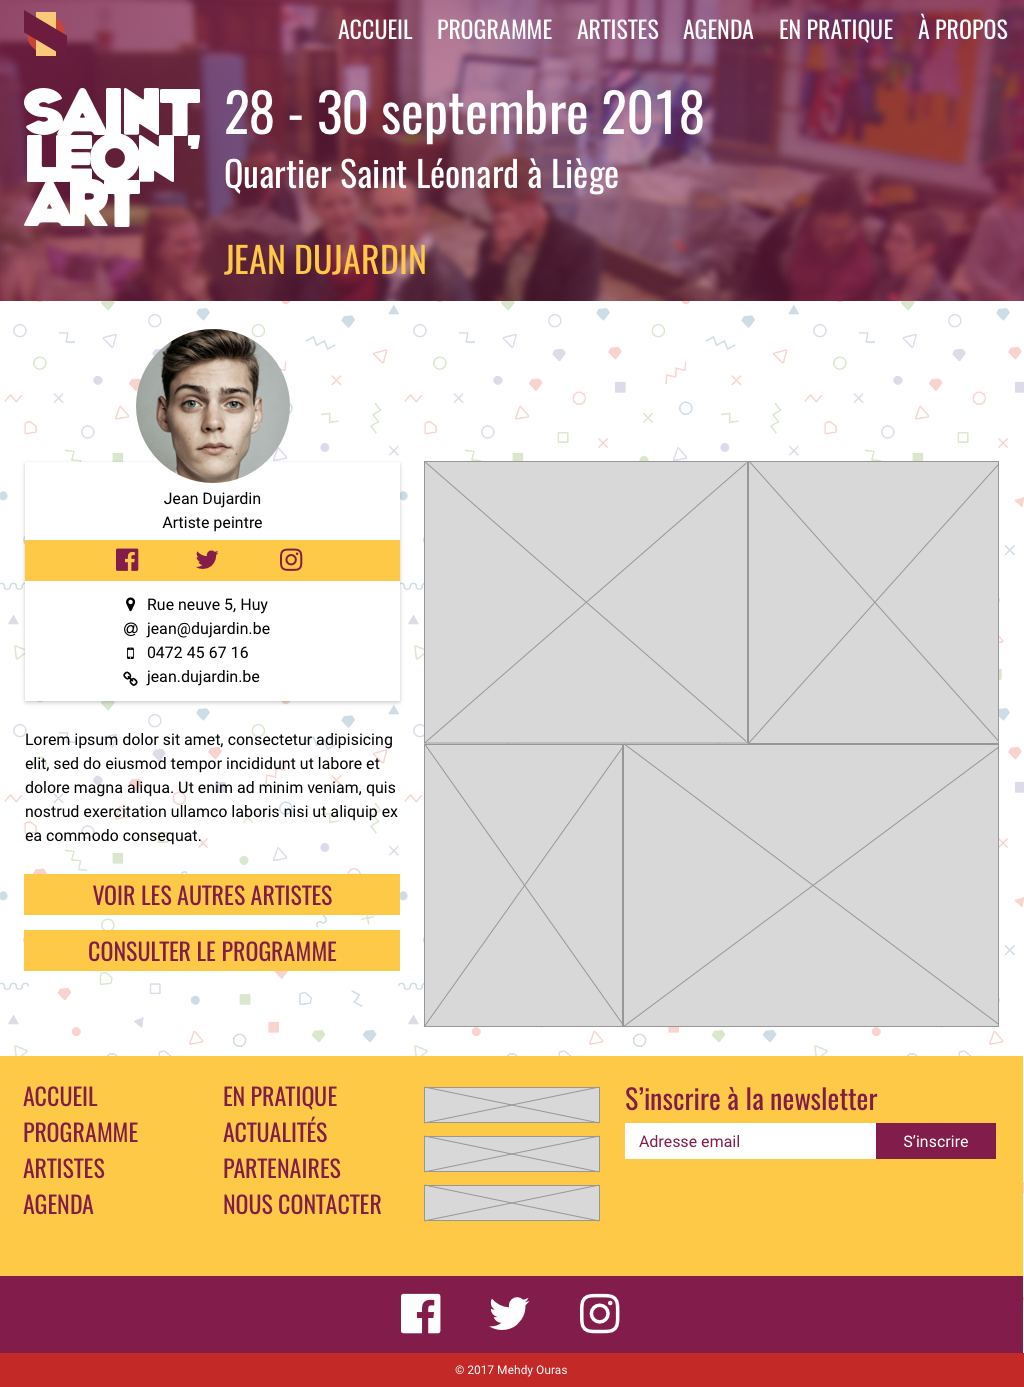 ACCUEIL PROGRAMME ARTISTES AGENDA EN PRATIQUE À PROPOS
SAINT
LÉON'
ART
28 - 30 septembre 2018
Quartier Saint Léonard à Liège
JEAN DUJARDIN
Jean Dujardin
Artiste peintre
Rue neuve 5, Huy
jean@dujardin.be
0472 45 67 16
jean.dujardin.be
Lorem ipsum dolor sit amet, consectetur adipisicing
elit, sed do eiusmod tempor incididunt ut labore et
dolore magna aliqua. Ut enim ad minim veniam, quis
nostrud exercitation ullamco laboris nisi ut aliquip ex
ea commodo consequat.
VOIR LES AUTRES ARTISTES
CONSULTER LE PROGRAMME
ACCUEIL
PROGRAMME
ARTISTES
AGENDA
EN PRATIQUE
ACTUALITÉS
PARTENAIRES
NOUS CONTACTER
S’inscrire à la newsletter
Adresse email
S’inscrire
© 2017 Mehdy Ouras